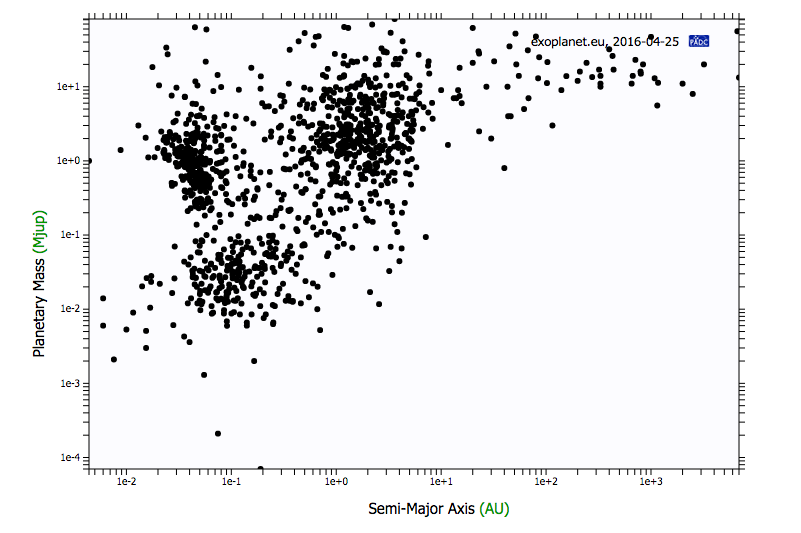 exoplanet.eu, 2016-04-25 PADC
1e+1
1e+0
1e-1
1e-2
1e-3
1e-4
Planetary Mass (Mjup)
1e-2 1e-1 1e+0 1e+1 1e+2 1e+3
Semi-Major Axis (AU)